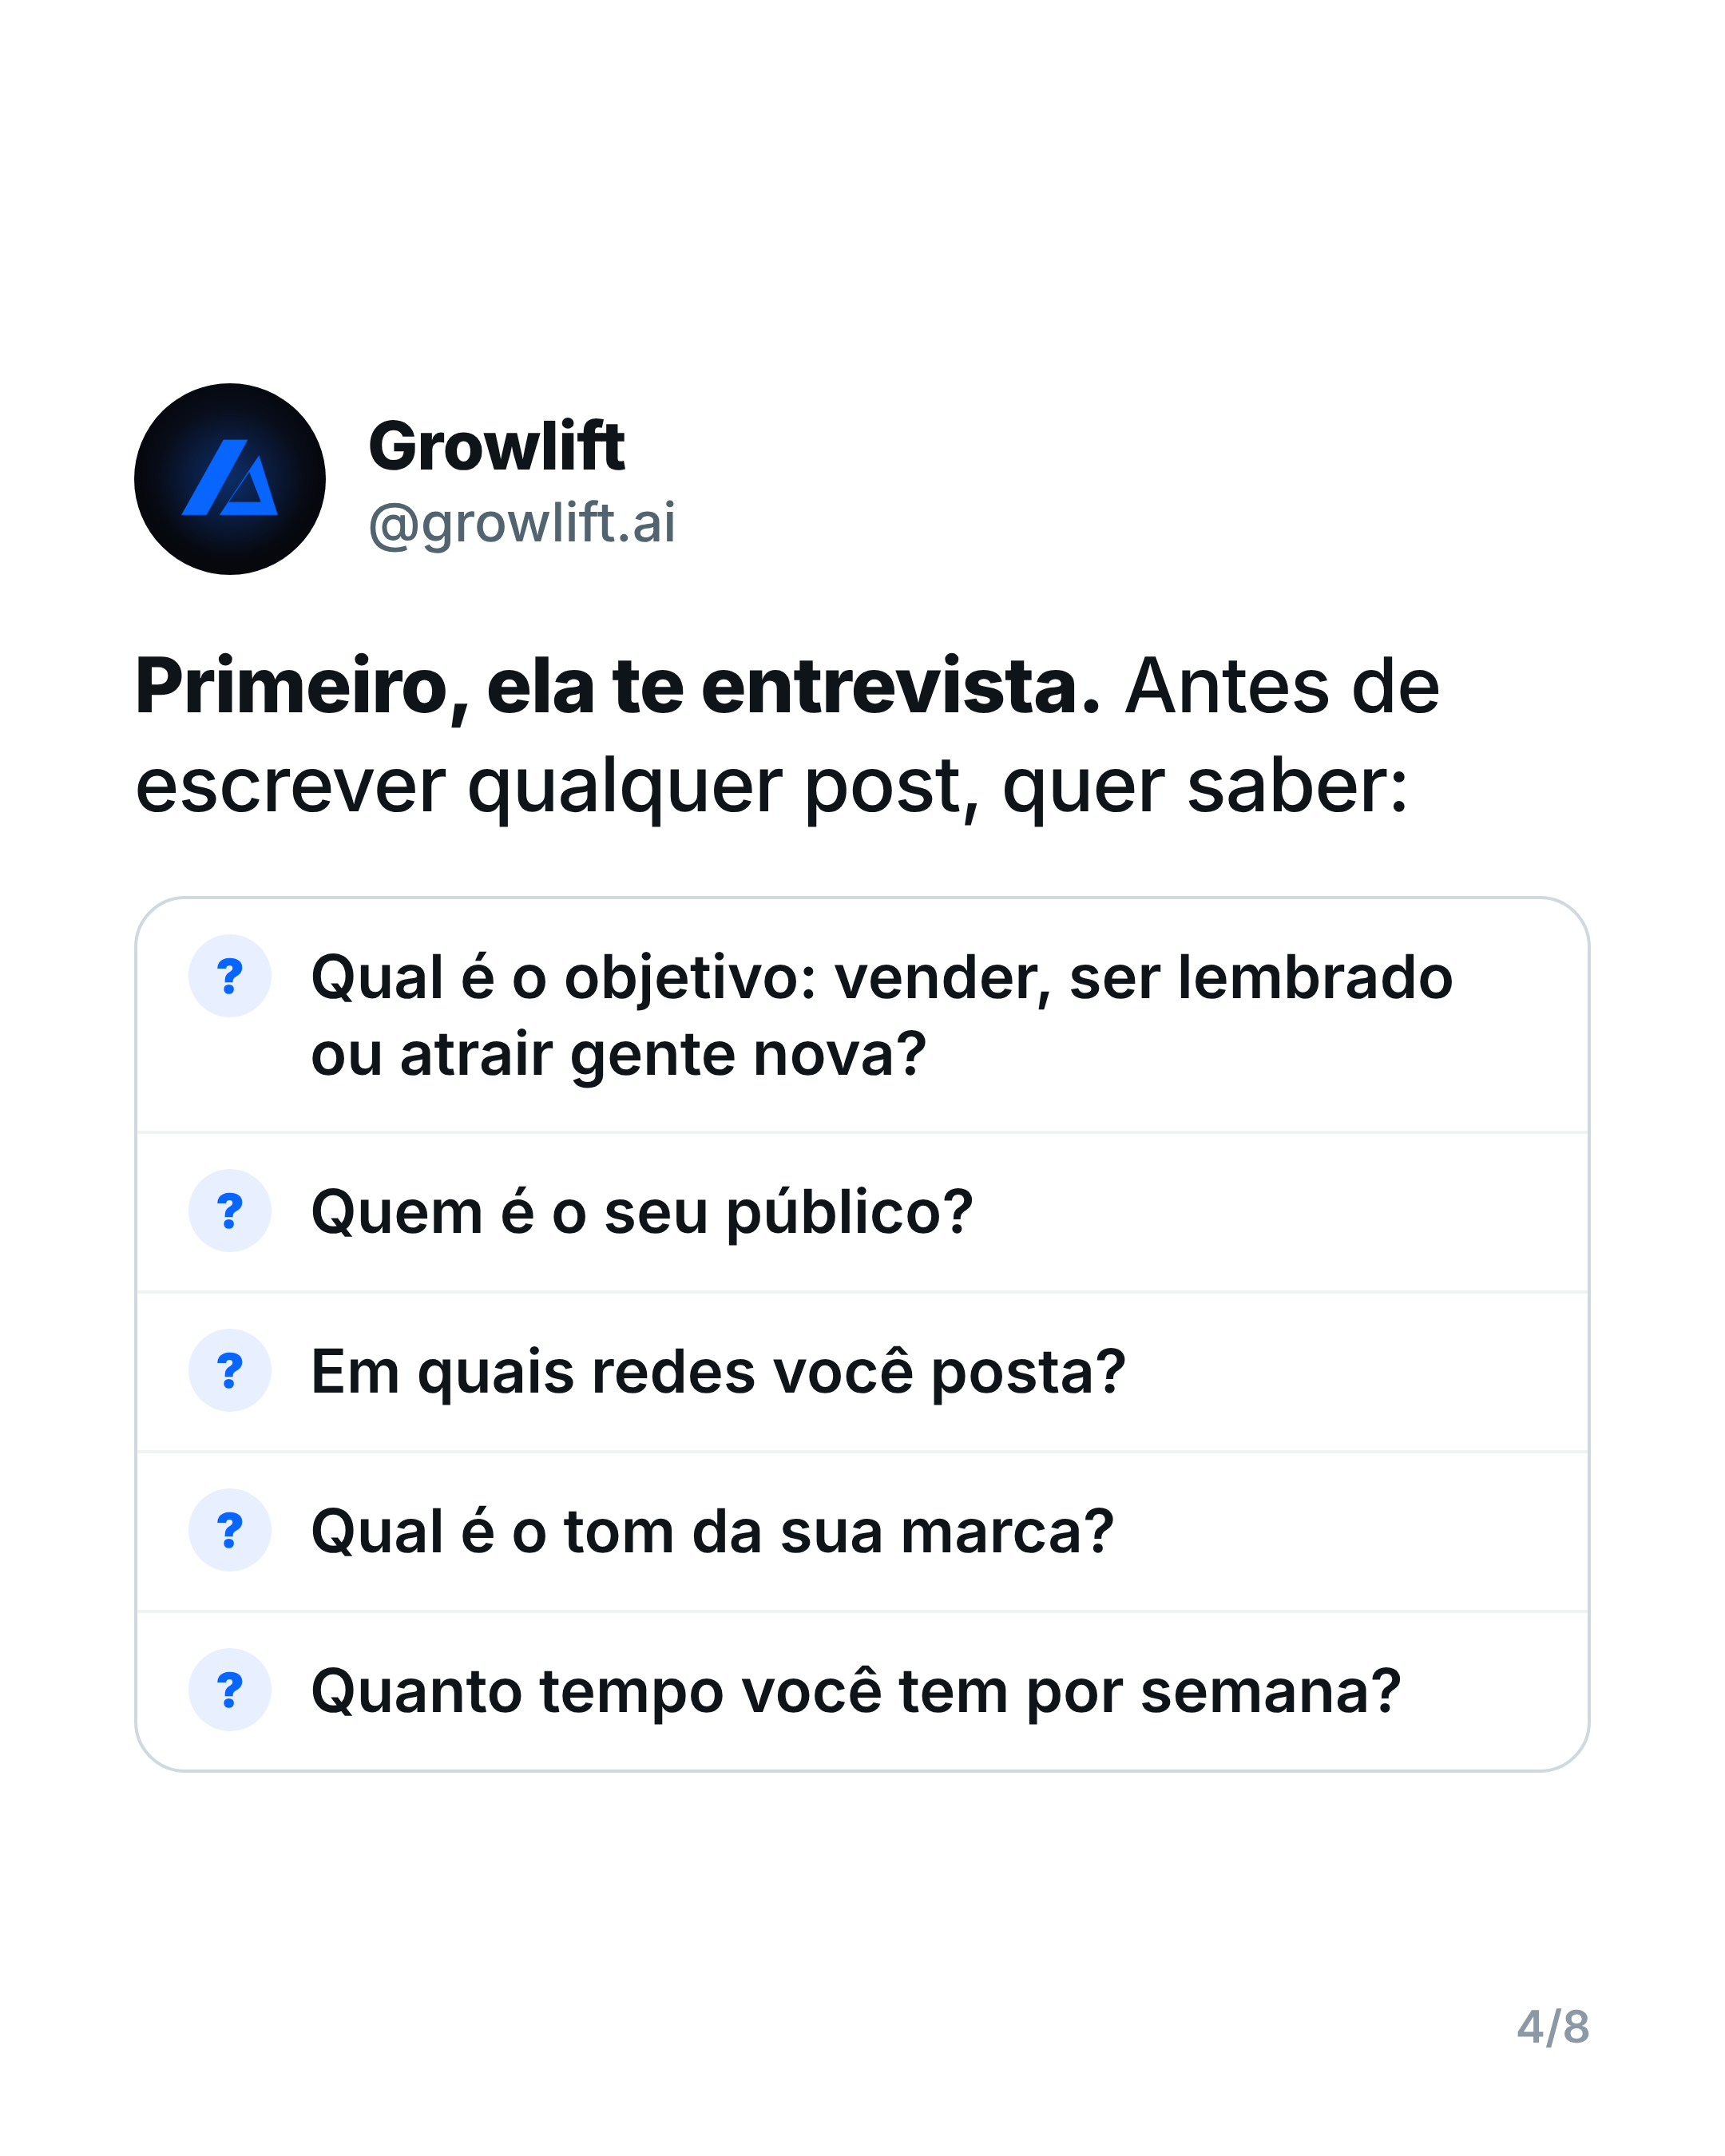 Growlift
@growlift.ai
Primeiro, ela te entrevista. Antes de
escrever qualquer post, quer saber:
? Qual é o objetivo: vender, ser lembrado
ou atrair gente nova?
? Quem é o seu público?
? Em quais redes você posta?
? Qual é o tom da sua marca?
? Quanto tempo você tem por semana?
4/8